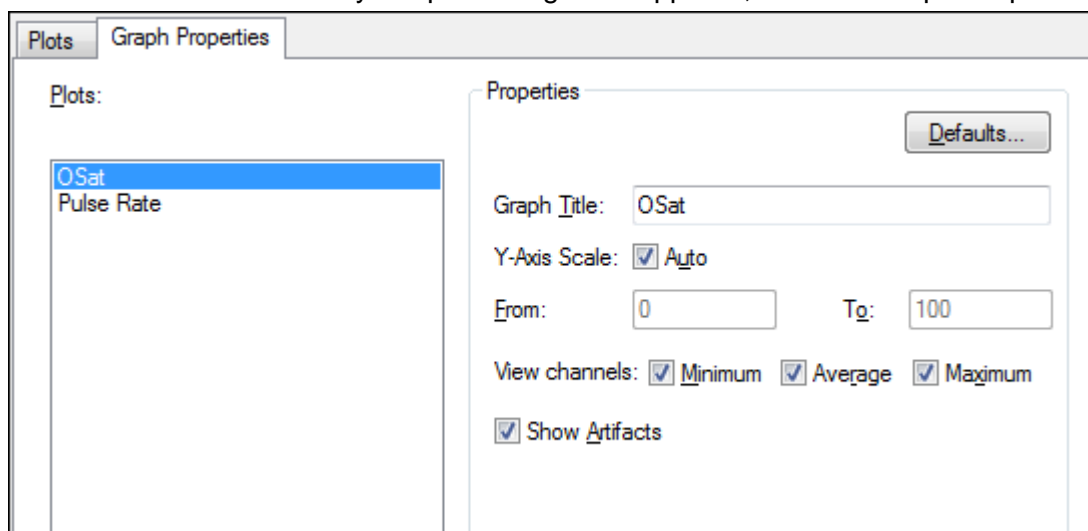 Plots Graph Properties
Plots:
OSat
Pulse Rate
Properties
Defaults...
Graph Title: OSat
Y-Axis Scale: Auto
From: 0 To: 100
View channels: Minimum Average Maximum
Show Artifacts